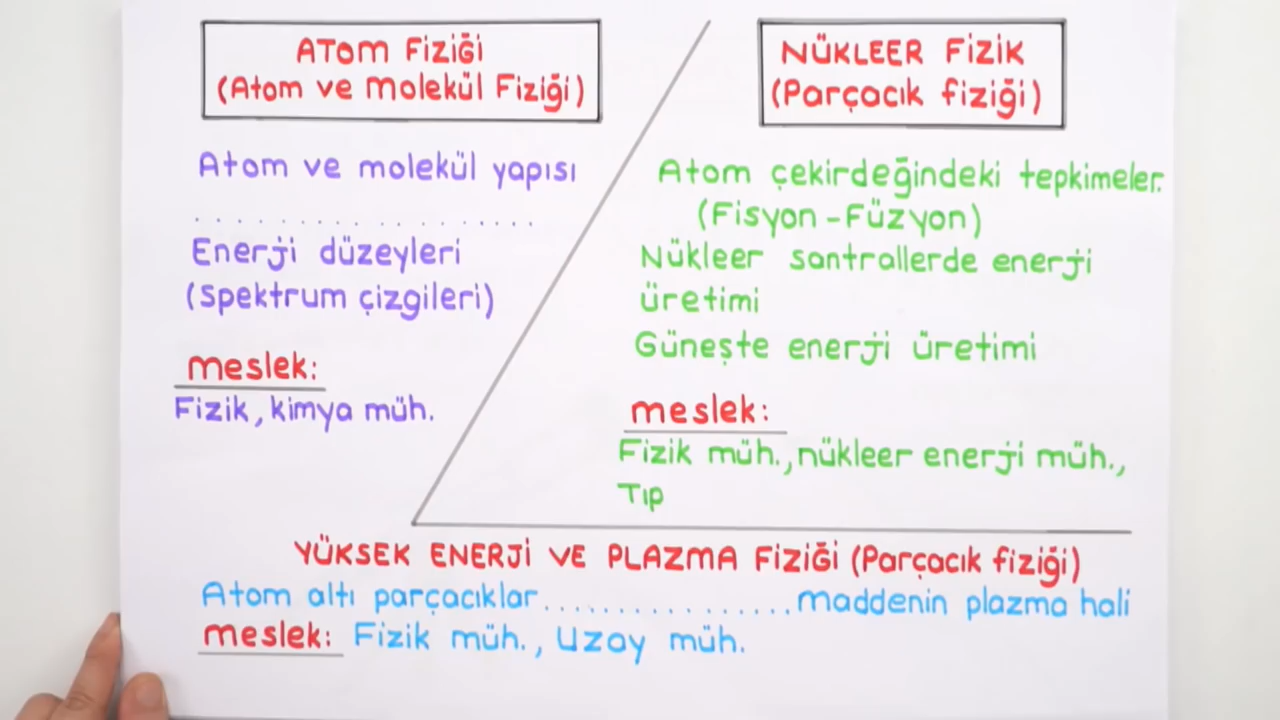 ATOM FİZİĞİ
(Atom ve Molekül Fiziği)
Atom ve molekül yapısı
. . . . . . . . . . . . . . . . . .
Enerji düzeyleri
(Spektrum çizgileri)
meslek:
Fizik, kimya müh.
NÜKLEER FİZİK
(Parçacık fiziği)
Atom çekirdeğindeki tepkimeler.
(Fisyon - Füzyon)
Nükleer santrallerde enerji
üretimi
Güneşte enerji üretimi
meslek:
Fizik müh., nükleer enerji müh.,
Tıp
YÜKSEK ENERJİ VE PLAZMA FİZİĞİ (Parçacık fiziği)
Atom altı parçacıklar................maddenin plazma hali
meslek: Fizik müh., Uzay müh.